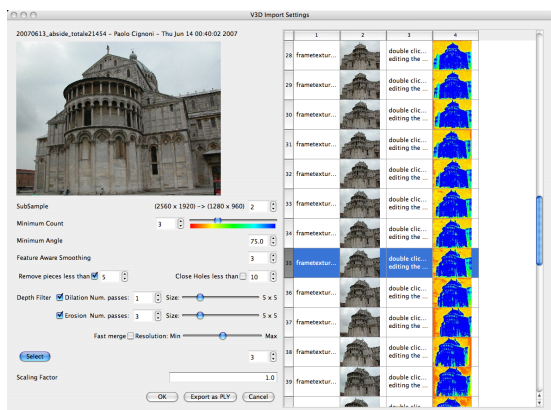 V3D Import Settings
20070613_abside_totale21454 - Paolo Cignoni - Thu Jun 14 00:40:02 2007
SubSample (2560 x 1920) -> (1280 x 960) 2
Minimum Count 3
Minimum Angle 75.0
Feature Aware Smoothing 3
Remove pieces less than 5 Close Holes less than 10
Depth Filter Dilation Num. passes: 1 Size: 5 x 5
Erosion Num. passes: 3 Size: 5 x 5
Fast merge Resolution: Min Max
Select 3
Scaling Factor 1.0
OK Export as PLY Cancel
1 2 3 4
28 frametextur... double clic...
editing the ...
29 frametextur... double clic...
editing the ...
30 frametextur... double clic...
editing the ...
31 frametextur... double clic...
editing the ...
32 frametextur... double clic...
editing the ...
33 frametextur... double clic...
editing the ...
34 frametextur... double clic...
editing the ...
35 frametextur... double clic...
editing the ...
36 frametextur... double clic...
editing the ...
37 frametextur... double clic...
editing the ...
38 frametextur... double clic...
editing the ...
39 frametextur... double clic...
editing the ...
double clic...